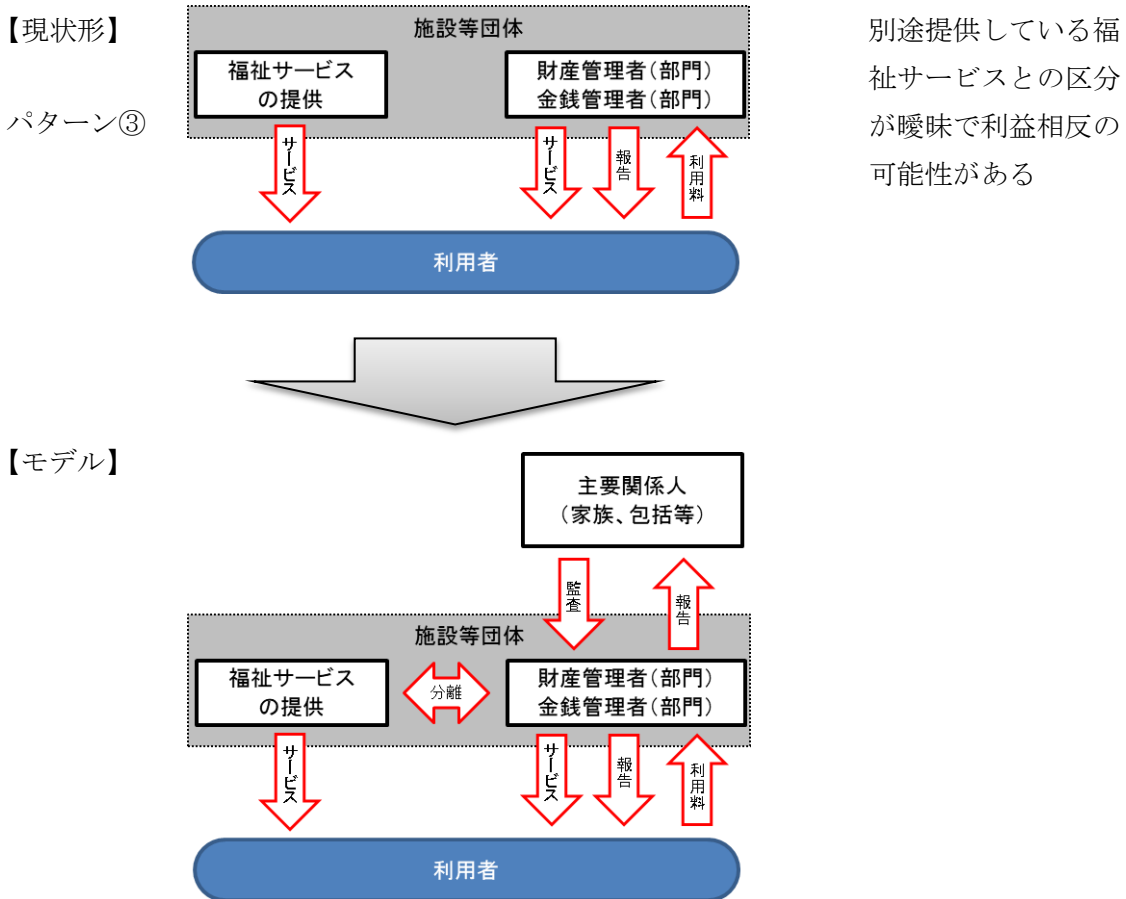 【現状形】
パターン③
施設等団体
福祉サービス
の提供
財産管理者（部門）
金銭管理者（部門）
サービス
サービス
報告
利用料
利用者
別途提供している福
祉サービスとの区分
が曖昧で利益相反の
可能性がある
【モデル】
主要関係人
（家族、包括等）
監査
報告
施設等団体
福祉サービス
の提供
分離
財産管理者（部門）
金銭管理者（部門）
サービス
サービス
報告
利用料
利用者